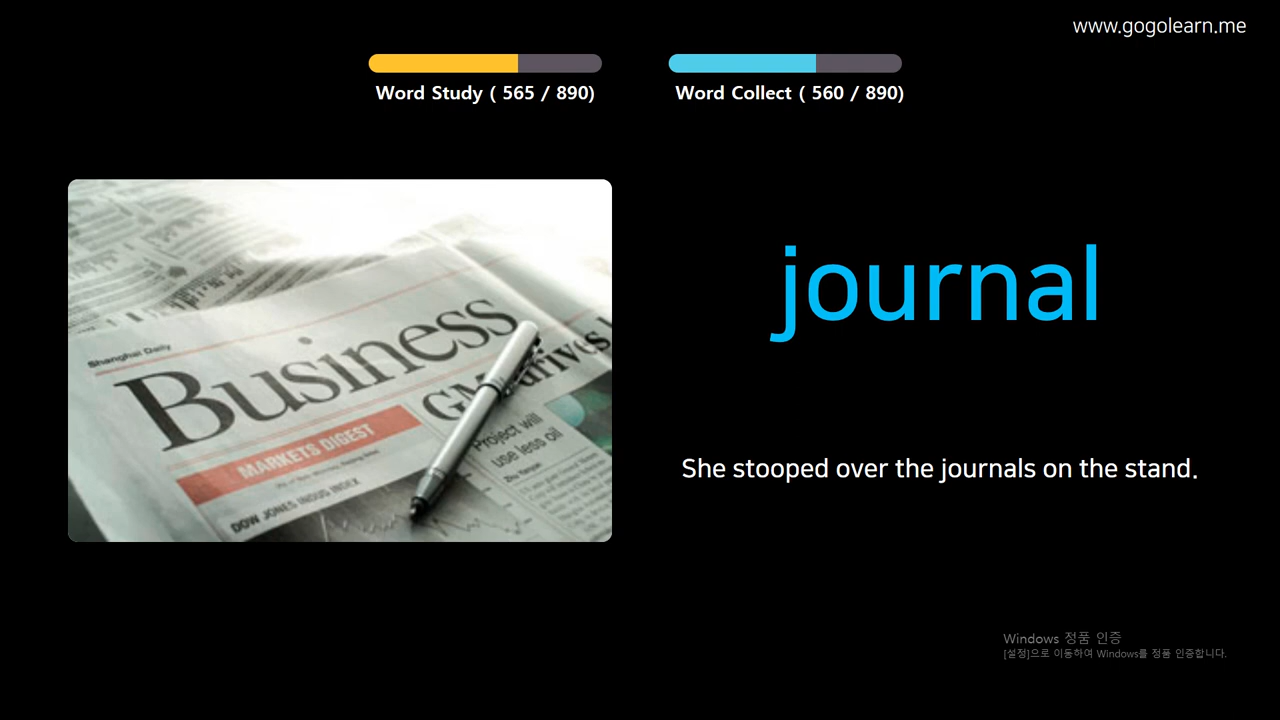 www.gogolearn.me
Word Study ( 565 / 890)
Word Collect ( 560 / 890)
journal
She stooped over the journals on the stand.
Shanghai Daily
Business
GM drives
MARKETS DIGEST
Project will
use less oil
DOW JONES INDUS INDEX
Windows 정품 인증
[설정]으로 이동하여 Windows를 정품 인증합니다.